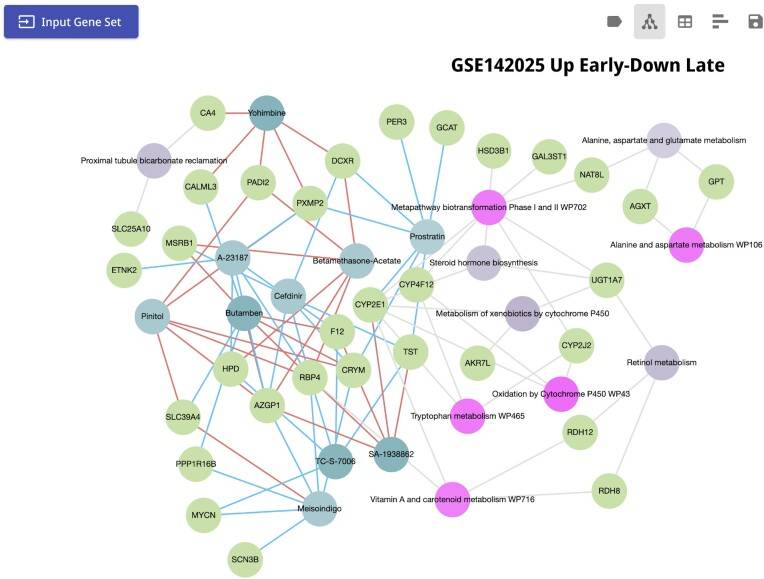 Input Gene Set
GSE142025 Up Early-Down Late
CA4
Yohimbine
PER3
GCAT
HSD3B1
GAL3ST1
Alanine, aspartate and glutamate metabolism
Proximal tubule bicarbonate reclamation
DCXR
NAT8L
GPT
CALML3
PADI2
PXMP2
Metapathway biotransformation Phase I and II WP702
AGXT
SLC25A10
MSRB1
Prostratin
Alanine and aspartate metabolism WP106
ETNK2
A-23187
Betamethasone-Acetate
Steroid hormone biosynthesis
CYP4F12
UGT1A7
Cefdinir
CYP2E1
Pinitol
Butamben
Metabolism of xenobiotics by cytochrome P450
F12
TST
CYP2J2
HPD
RBP4
CRYM
AKR7L
Retinol metabolism
Oxidation by Cytochrome P450 WP43
AZGP1
SLC39A4
Tryptophan metabolism WP465
RDH12
PPP1R16B
TC-S-7006
SA-1938862
RDH8
Vitamin A and carotenoid metabolism WP716
MYCN
Meisoindigo
SCN3B